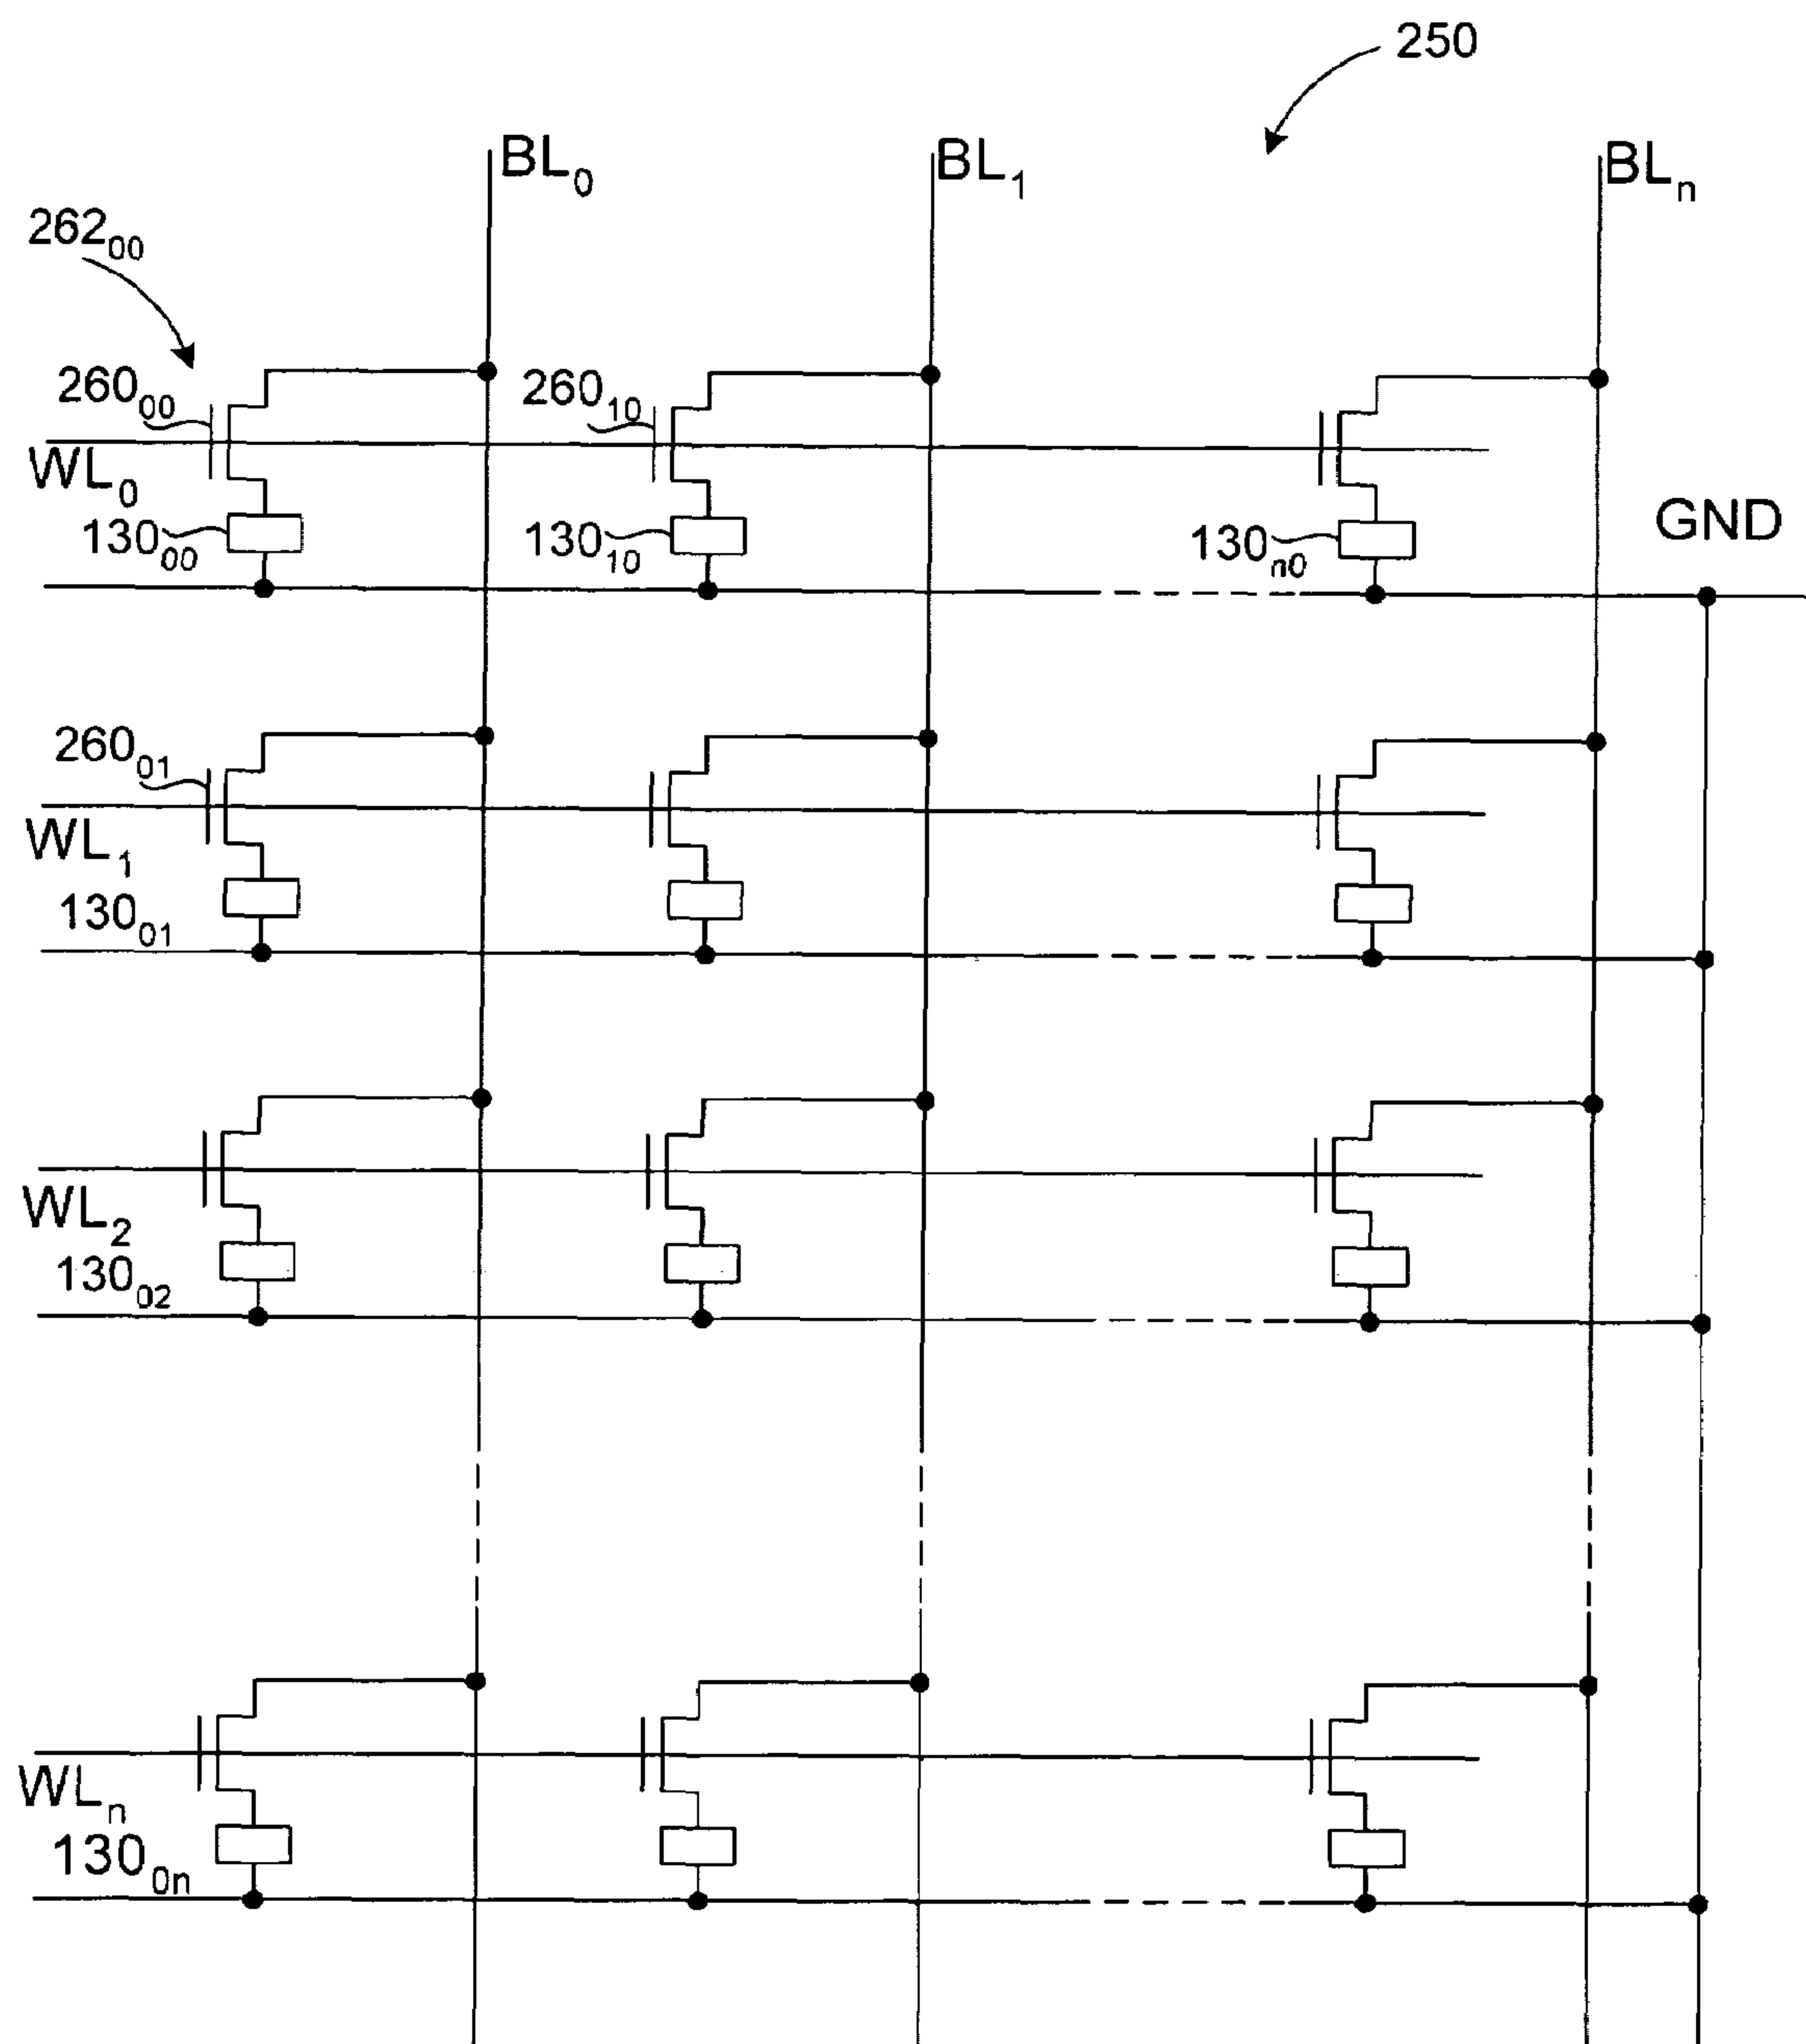 250
BL₀
BL₁
BLₙ
262₀₀
260₀₀
260₁₀
WL₀
130₀₀
130₁₀
130ₙ₀
GND
260₀₁
WL₁
130₀₁
WL₂
130₀₂
WLₙ
130₀ₙ